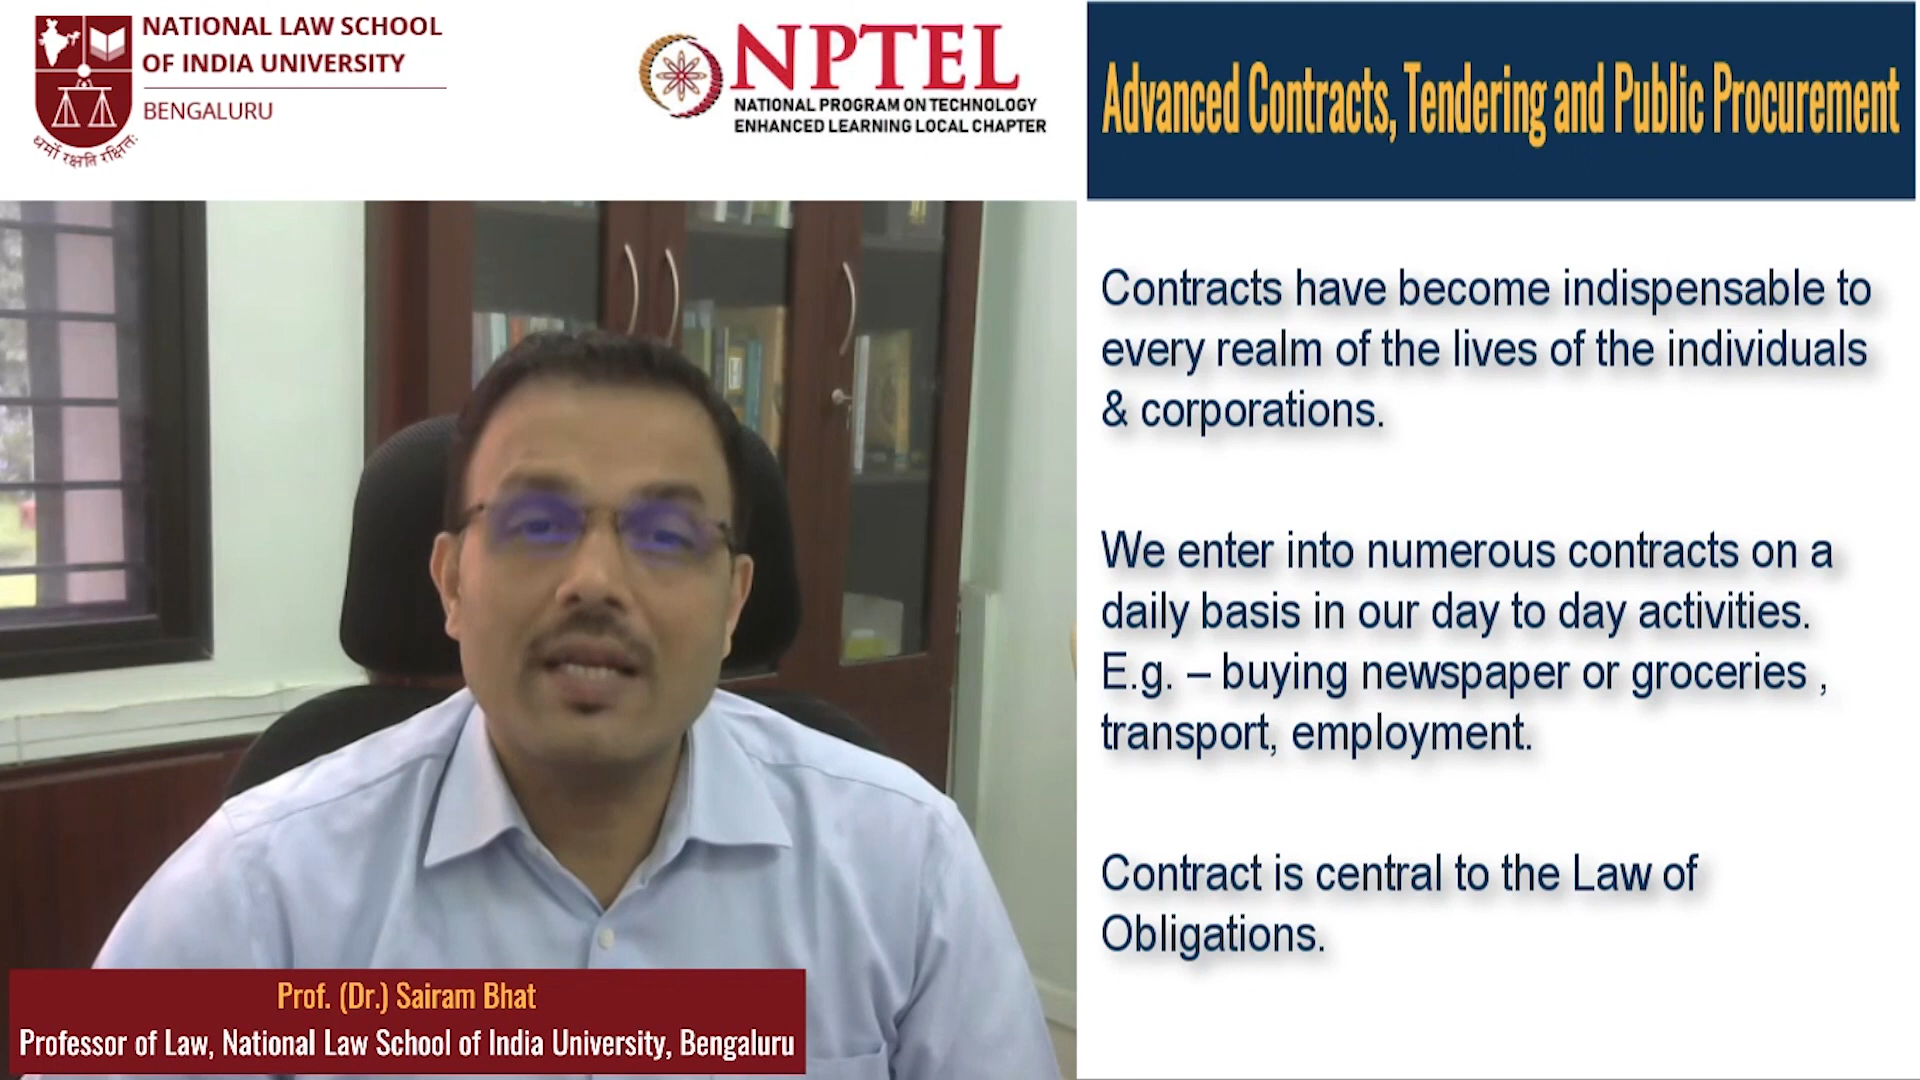 NATIONAL LAW SCHOOL
OF INDIA UNIVERSITY
BENGALURU
धर्मो रक्षति रक्षितः
NPTEL
NATIONAL PROGRAM ON TECHNOLOGY
ENHANCED LEARNING LOCAL CHAPTER
Advanced Contracts, Tendering and Public Procurement
Contracts have become indispensable to
every realm of the lives of the individuals
& corporations.
We enter into numerous contracts on a
daily basis in our day to day activities.
E.g. – buying newspaper or groceries ,
transport, employment.
Contract is central to the Law of
Obligations.
Prof. (Dr.) Sairam Bhat
Professor of Law, National Law School of India University, Bengaluru